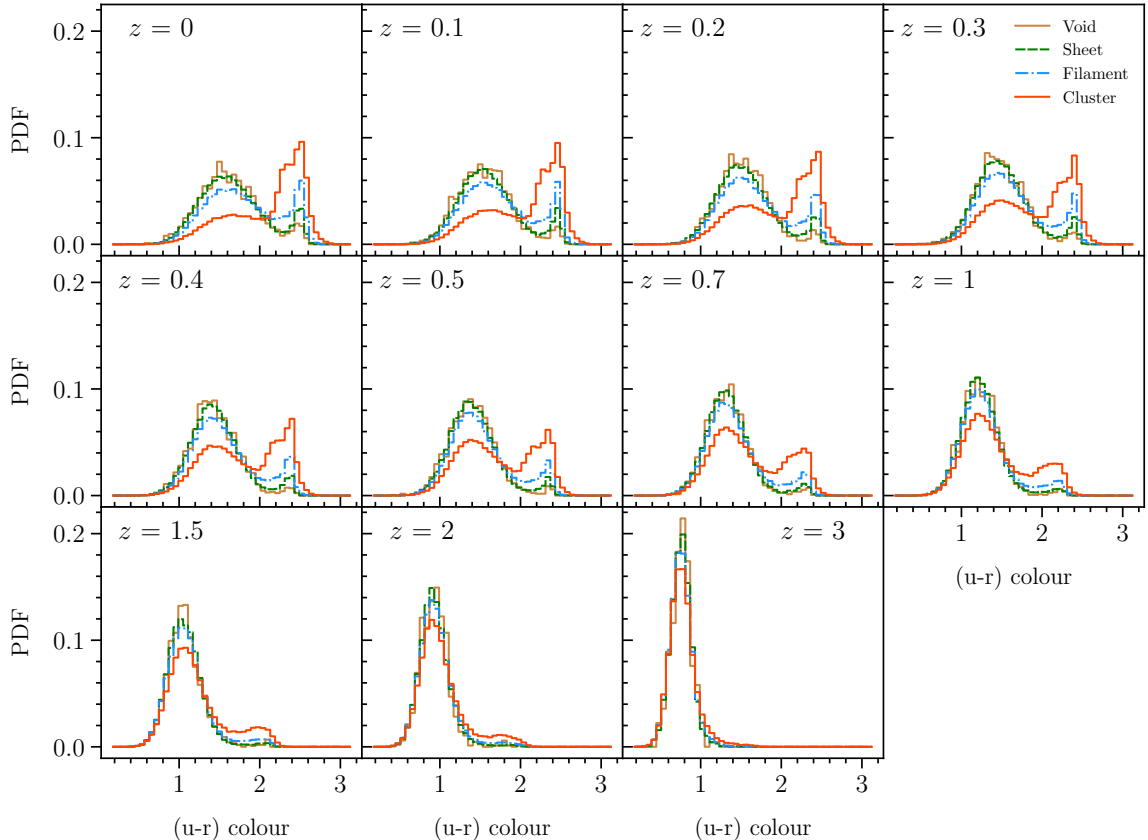 0.2
z = 0
z = 0.1
z = 0.2
z = 0.3
Void
Sheet
Filament
Cluster
PDF
0.1
0.0
1 2 3
0.2
z = 0.4
z = 0.5
z = 0.7
z = 1
PDF
0.1
0.0
1 2 3
(u-r) colour
0.2
z = 1.5
z = 2
z = 3
PDF
0.1
0.0
1 2 3
1 2 3
1 2 3
(u-r) colour
(u-r) colour
(u-r) colour